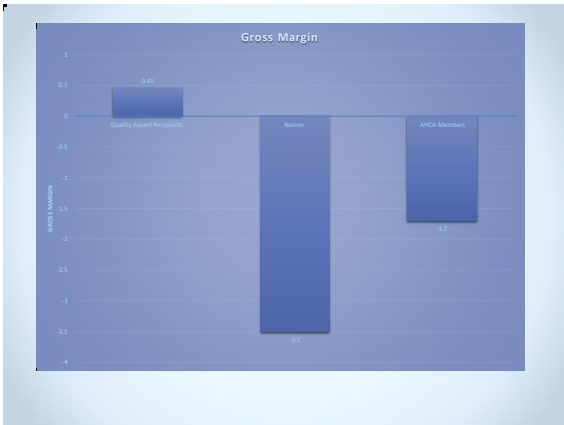 Gross Margin
1
0.5
0
-0.5
-1
-1.5
-2
-2.5
-3
-3.5
-4
GROSS MARGIN
0.45
Quality Award Recipients
Nation
AHCA Members
-3.5
-1.7